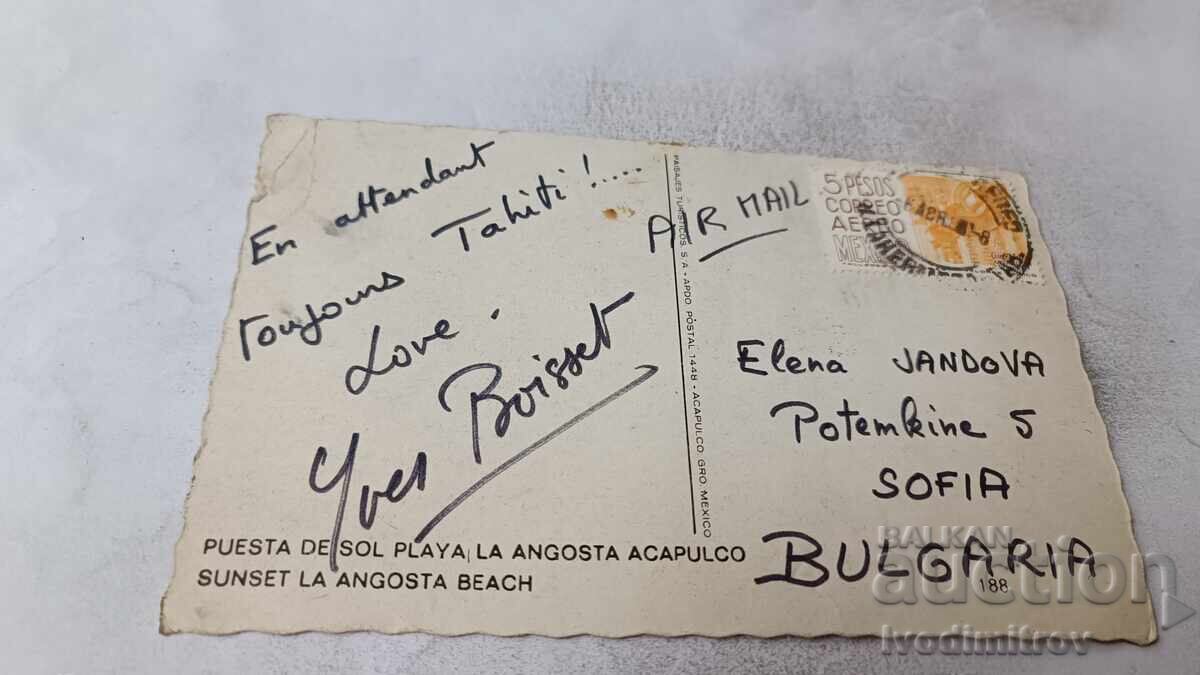 En attendant
toujours Tahiti !.....
Love.
Yves Boisset
PUESTA DE SOL PLAYA LA ANGOSTA ACAPULCO
SUNSET LA ANGOSTA BEACH
PAISAJES TURISTICOS. S. A - APDO. POSTAL 1448 - ACAPULCO, GRO. MEXICO
AIR MAIL
5 PESOS
CORREO
AEREO
Elena JANDOVA
Potemkine 5
SOFIA
BULGARIA
188
BALKAN
auction
Ivodimitrov